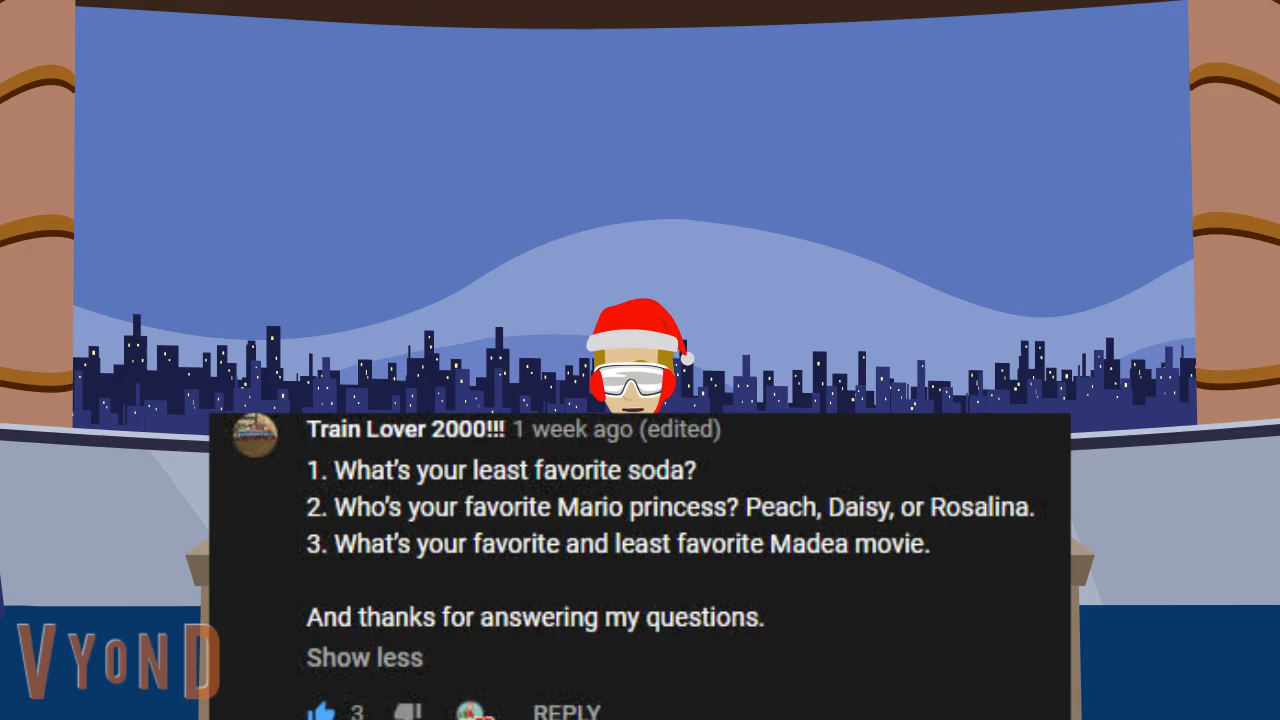 Train Lover 2000!!! 1 week ago (edited)
1. What's your least favorite soda?
2. Who's your favorite Mario princess? Peach, Daisy, or Rosalina.
3. What's your favorite and least favorite Madea movie.
And thanks for answering my questions.
Show less
3 REPLY
VYOND